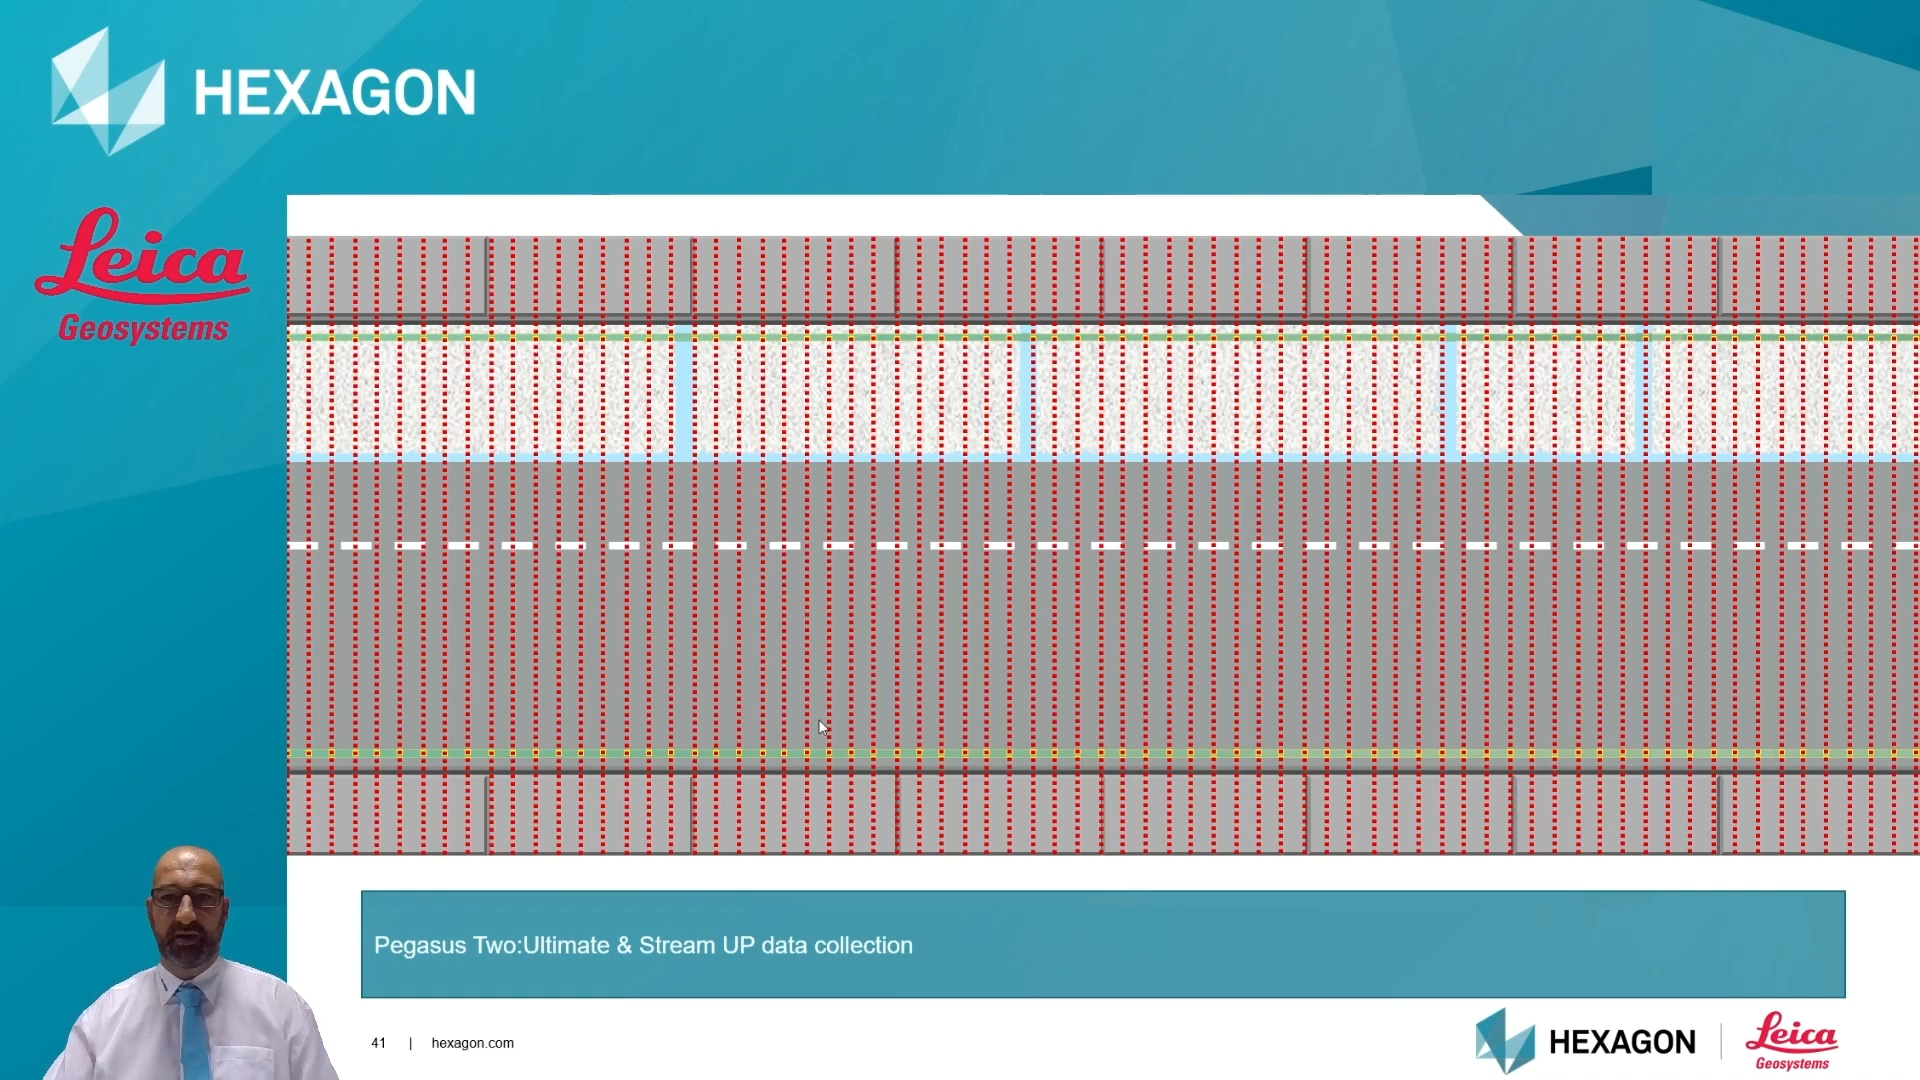 HEXAGON
Leica
Geosystems
Pegasus Two:Ultimate & Stream UP data collection
41 | hexagon.com
HEXAGON
Leica
Geosystems